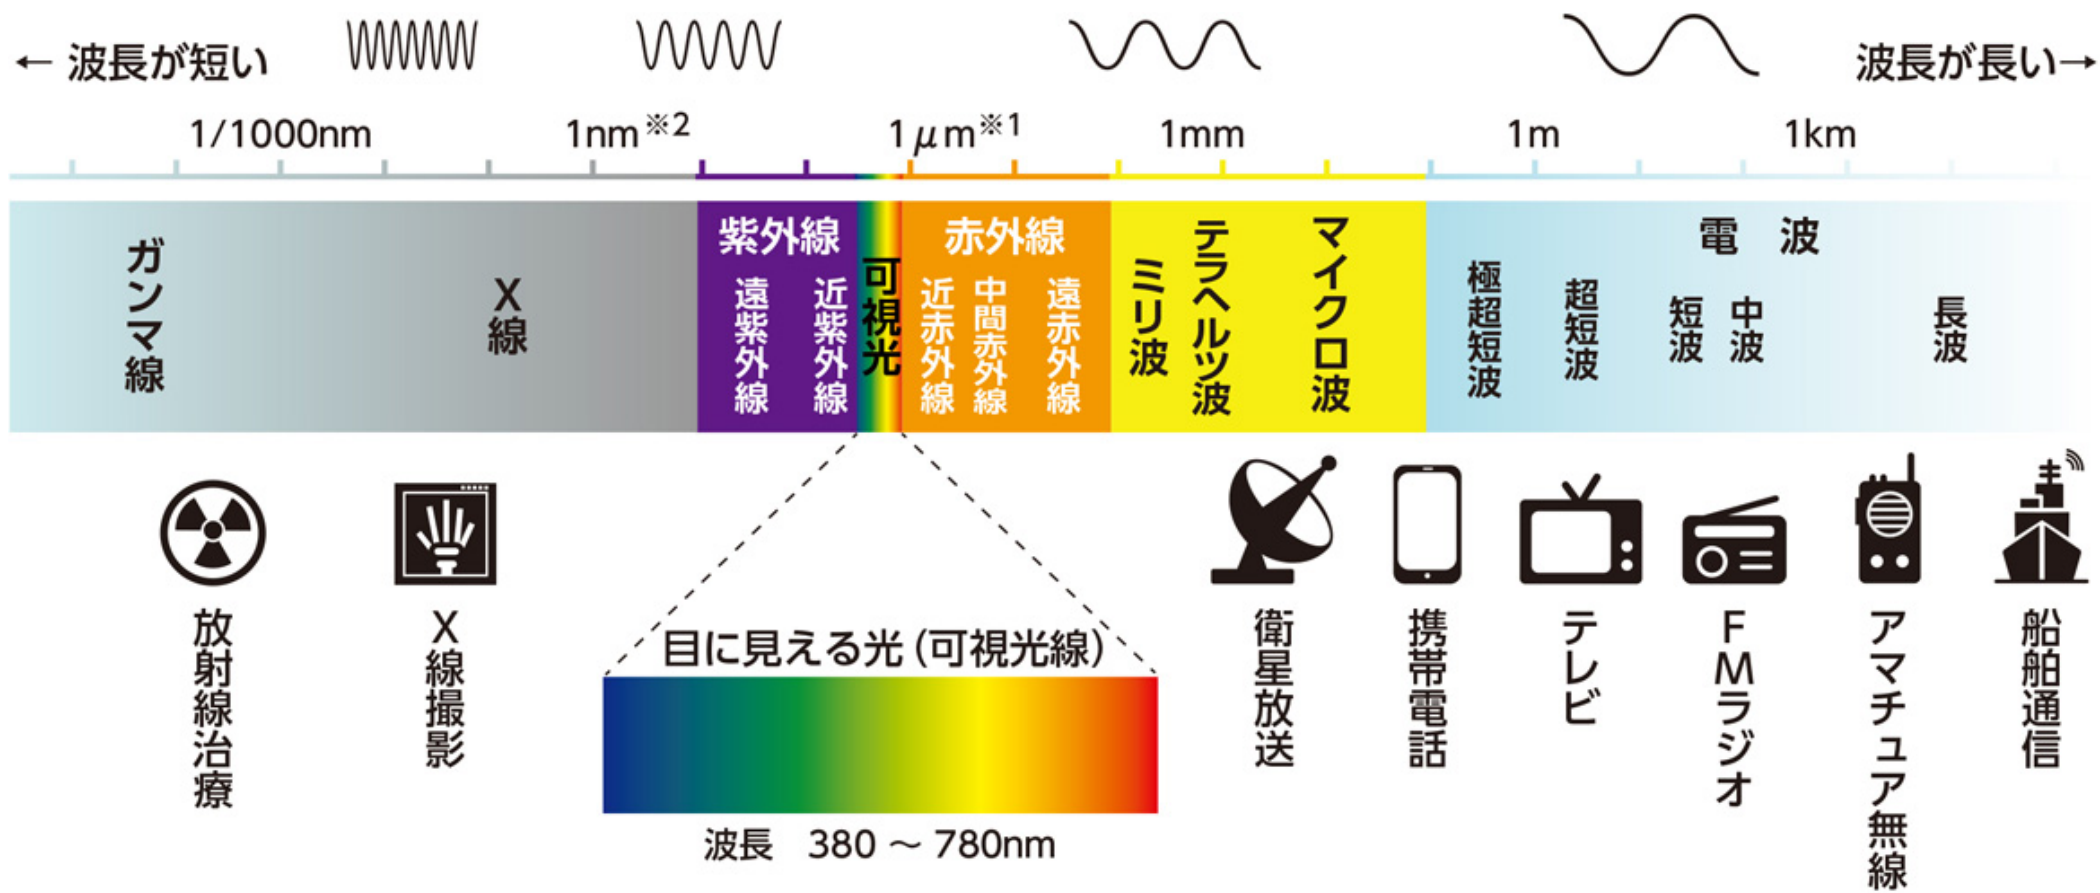 ← 波長が短い
波長が長い→
1/1000nm
1nm※2
1μm※1
1mm
1m
1km
ガンマ線
X線
紫外線
遠紫外線
近紫外線
可視光
赤外線
近赤外線
中間赤外線
遠赤外線
ミリ波
テラヘルツ波
マイクロ波
電 波
極超短波
超短波
短波
中波
長波
放射線治療
X線撮影
目に見える光(可視光線)
波長 380 ～ 780nm
衛星放送
携帯電話
テレビ
FMラジオ
アマチュア無線
船舶通信